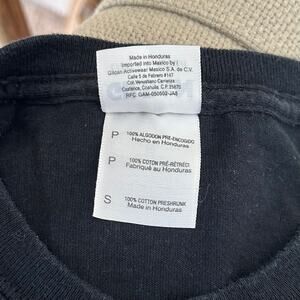 Made in Honduras
Imported into Mexico by |
Gildan Activewear Mexico S.A. de C.V.
Calle 5 de Febrero #147
Col. Venustiano Carranza
Castanos, Coahuila, C.P. 25870
RFC: GAM-050502-JA8
P
100% ALGODON PRE-ENCOGIDO
Hecho en Honduras
P
100% COTON PRÉ-RÉTRÉCI
Fabriqué au Honduras
S
100% COTTON PRESHRUNK
Made in Honduras